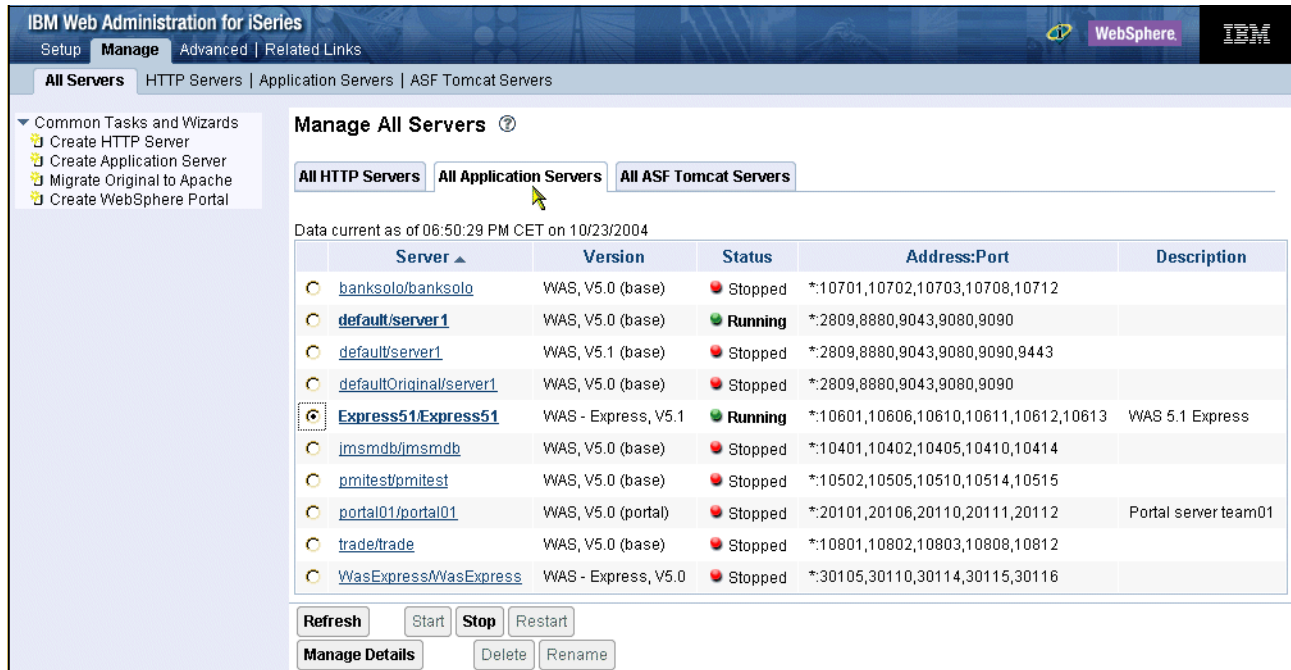 IBM Web Administration for iSeries
WebSphere. IBM
Setup Manage Advanced | Related Links
All Servers HTTP Servers | Application Servers | ASF Tomcat Servers
Common Tasks and Wizards
Create HTTP Server
Create Application Server
Migrate Original to Apache
Create WebSphere Portal
Manage All Servers ?
All HTTP Servers All Application Servers All ASF Tomcat Servers
Data current as of 06:50:29 PM CET on 10/23/2004
Server Version Status Address:Port Description
banksolo/banksolo WAS, V5.0 (base) Stopped *:10701,10702,10703,10708,10712
default/server1 WAS, V5.0 (base) Running *:2809,8880,9043,9080,9090
default/server1 WAS, V5.1 (base) Stopped *:2809,8880,9043,9080,9090,9443
defaultOriginal/server1 WAS, V5.0 (base) Stopped *:2809,8880,9043,9080,9090
Express51/Express51 WAS - Express, V5.1 Running *:10601,10606,10610,10611,10612,10613 WAS 5.1 Express
jmsmdb/jmsmdb WAS, V5.0 (base) Stopped *:10401,10402,10405,10410,10414
pmitest/pmitest WAS, V5.0 (base) Stopped *:10502,10505,10510,10514,10515
portal01/portal01 WAS, V5.0 (portal) Stopped *:20101,20106,20110,20111,20112 Portal server team01
trade/trade WAS, V5.0 (base) Stopped *:10801,10802,10803,10808,10812
WasExpress/WasExpress WAS - Express, V5.0 Stopped *:30105,30110,30114,30115,30116
Refresh Start Stop Restart
Manage Details Delete Rename